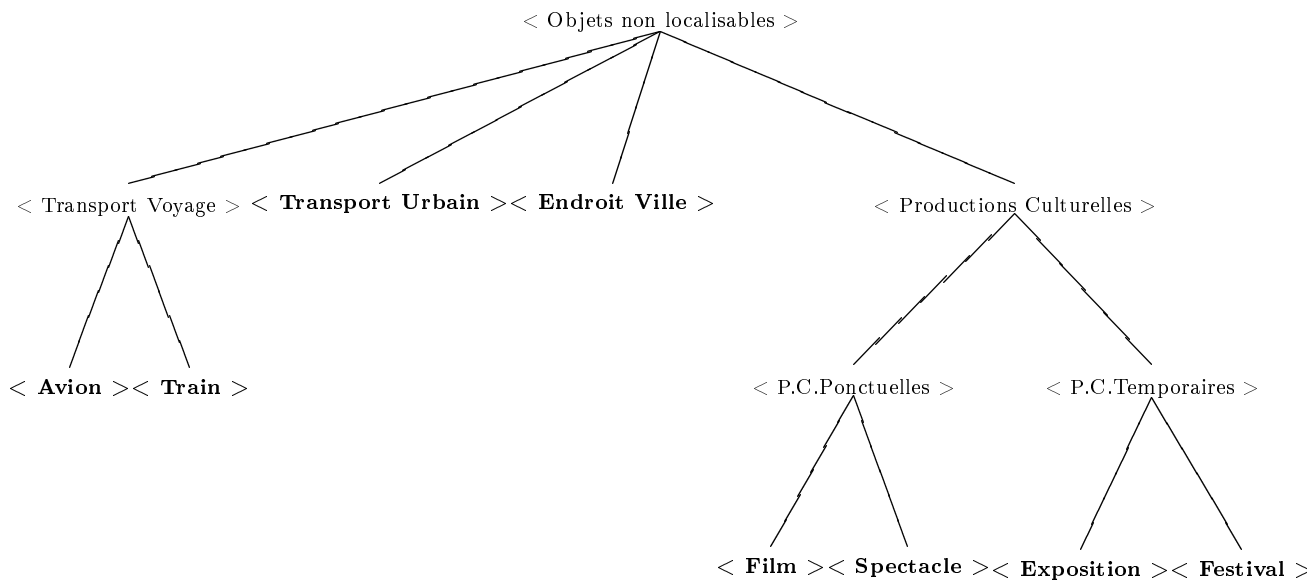 < Objets non localisables >
< Transport Voyage > < Transport Urbain > < Endroit Ville > < Productions Culturelles >
< Avion > < Train > < P.C.Ponctuelles > < P.C.Temporaires >
< Film > < Spectacle > < Exposition > < Festival >